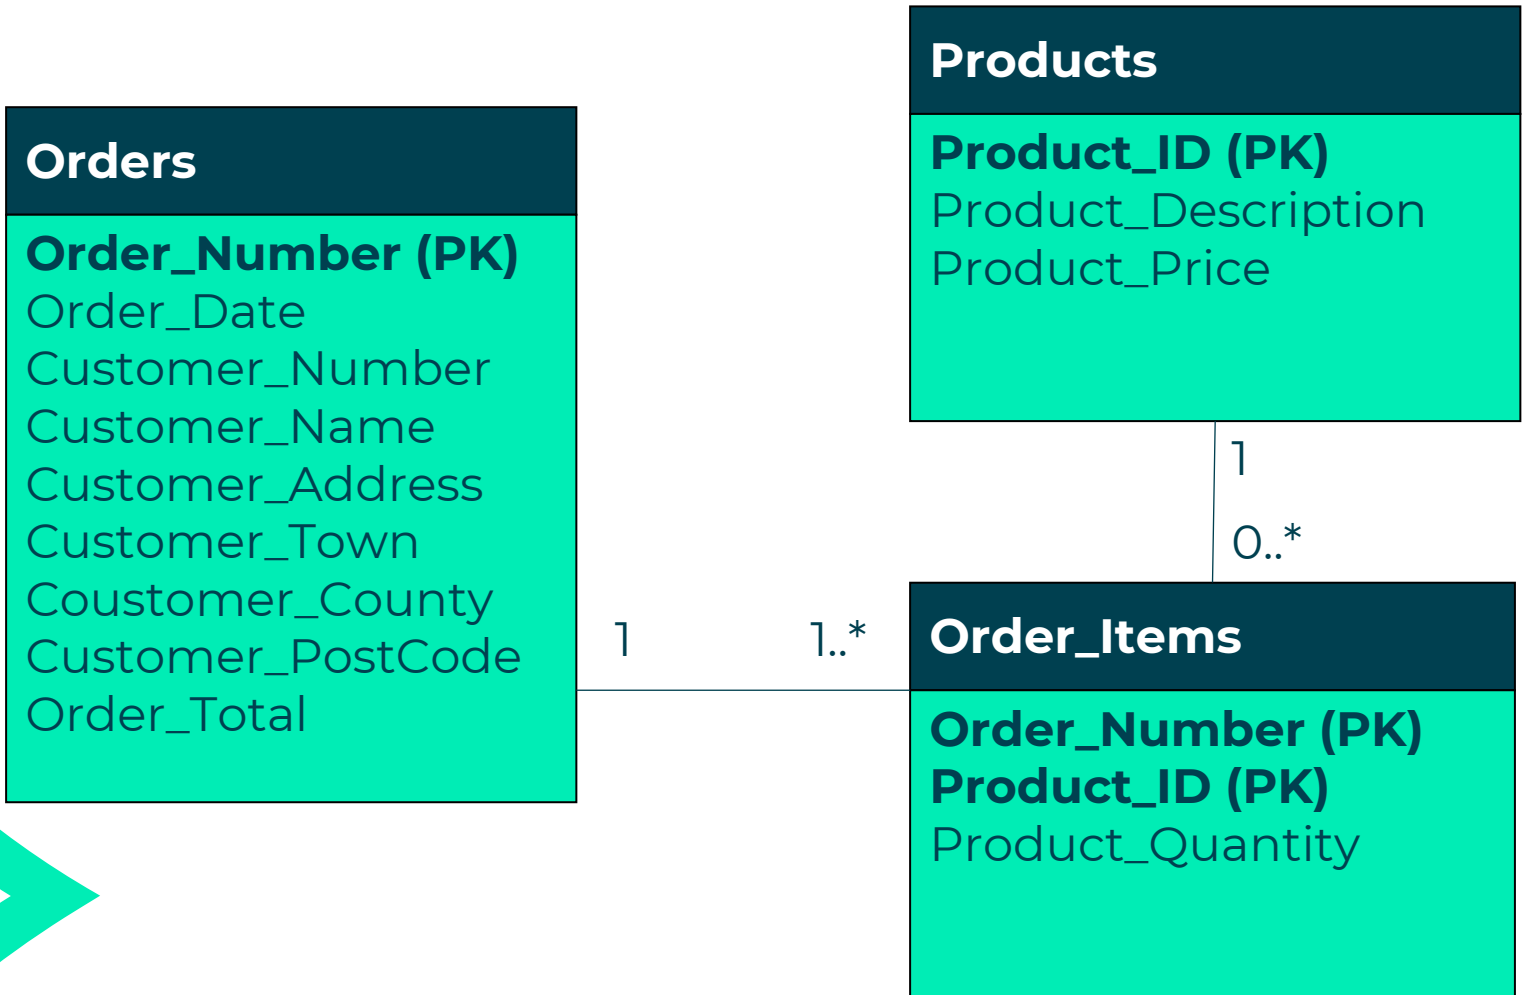 Orders
Order_Number (PK)
Order_Date
Customer_Number
Customer_Name
Customer_Address
Customer_Town
Coustomer_County
Customer_PostCode
Order_Total
1
1..*
Products
Product_ID (PK)
Product_Description
Product_Price
1
0..*
Order_Items
Order_Number (PK)
Product_ID (PK)
Product_Quantity